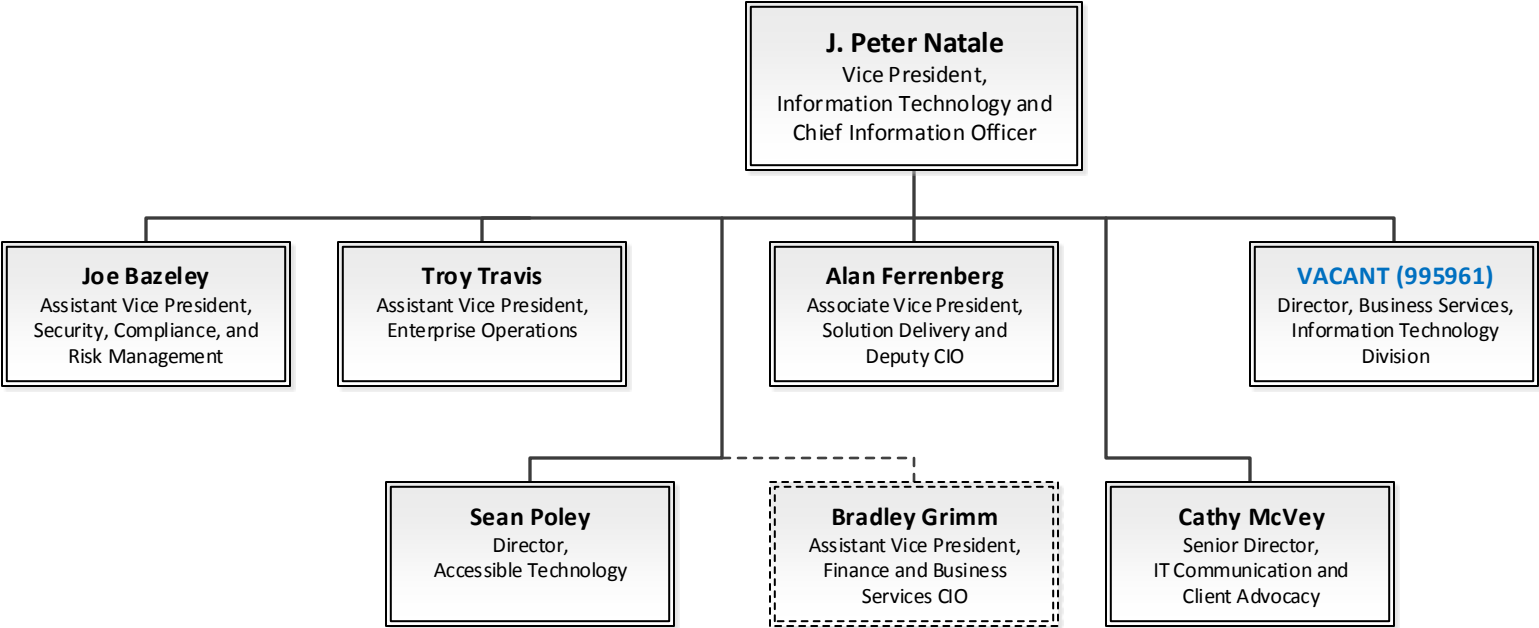 J. Peter Natale
Vice President,
Information Technology and
Chief Information Officer
Joe Bazeley
Assistant Vice President,
Security, Compliance, and
Risk Management
Troy Travis
Assistant Vice President,
Enterprise Operations
Alan Ferrenberg
Associate Vice President,
Solution Delivery and
Deputy CIO
VACANT (995961)
Director, Business Services,
Information Technology
Division
Sean Poley
Director,
Accessible Technology
Bradley Grimm
Assistant Vice President,
Finance and Business
Services CIO
Cathy McVey
Senior Director,
IT Communication and
Client Advocacy